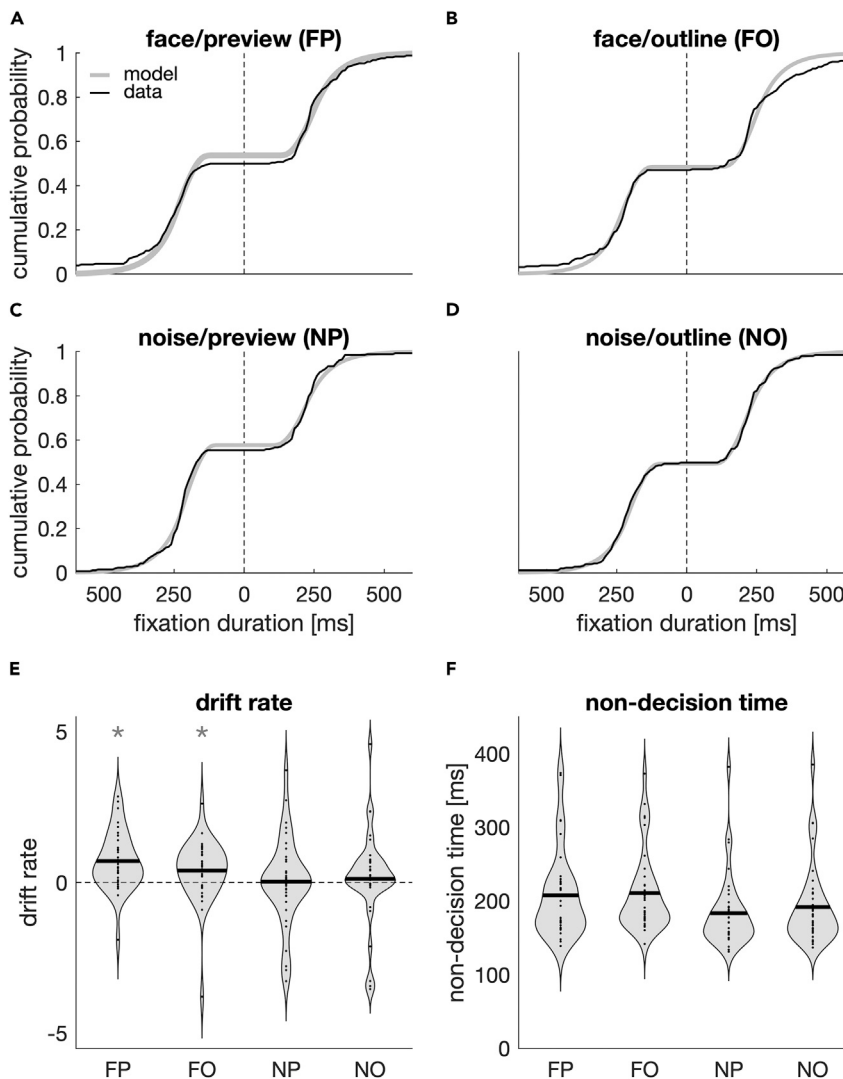 A
face/preview (FP)
1
0.8
0.6
0.4
0.2
0
cumulative probability
model
data
B
face/outline (FO)
C
noise/preview (NP)
1
0.8
0.6
0.4
0.2
0
cumulative probability
500 250 0 250 500
fixation duration [ms]
D
noise/outline (NO)
500 250 0 250 500
fixation duration [ms]
E
drift rate
5
0
-5
drift rate
* *
FP FO NP NO
F
non-decision time
400
300
200
100
0
non-decision time [ms]
FP FO NP NO